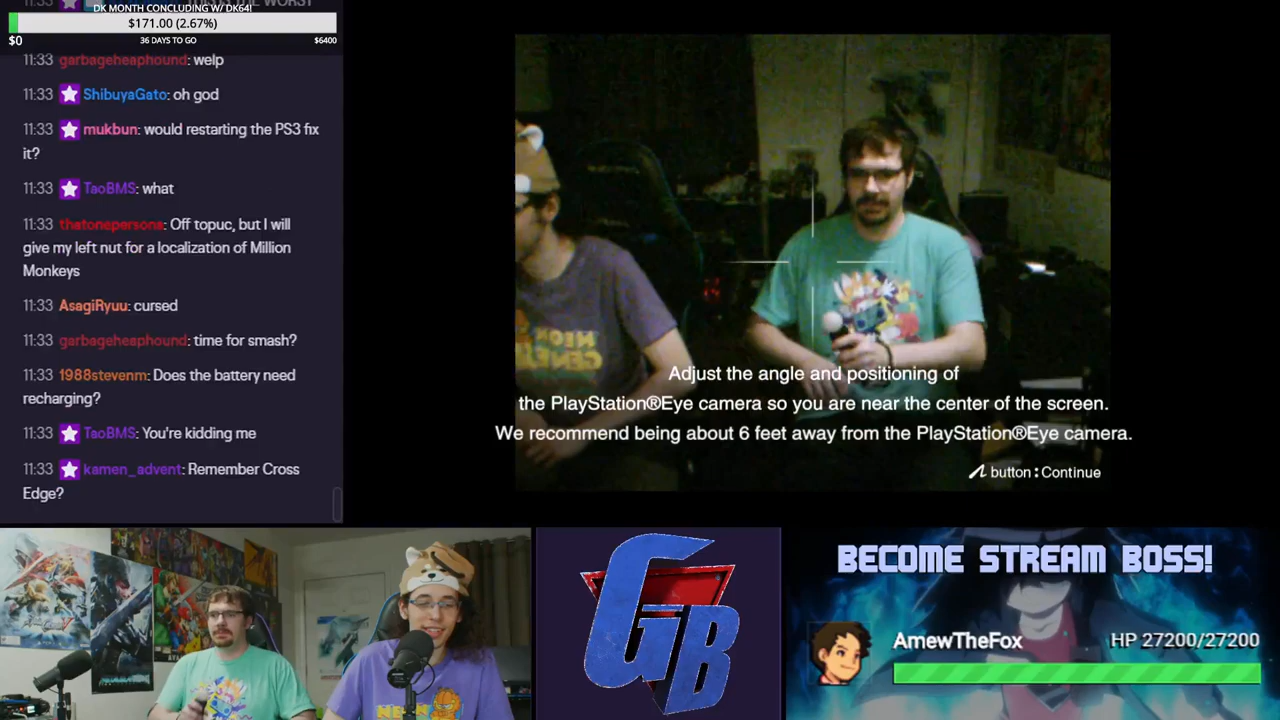 DK MONTH CONCLUDING W/ DK64!
$171.00 (2.67%)
$0
36 DAYS TO GO
$6400
garbageheaphound: welp
11:33 ShibuyaGato: oh god
11:33 mukbun: would restarting the PS3 fix
it?
11:33 TaoBMS: what
11:33 thatonepersona: Off topuc, but I will
give my left nut for a localization of Million
Monkeys
11:33 AsagiRyuu: cursed
11:33 garbageheaphound: time for smash?
11:33 1988stevenm: Does the battery need
recharging?
11:33 TaoBMS: You're kidding me
11:33 kamen_advent: Remember Cross
Edge?
Adjust the angle and positioning of
the PlayStation®Eye camera so you are near the center of the screen.
We recommend being about 6 feet away from the PlayStation®Eye camera.
button : Continue
NEON
GB
BECOME STREAM BOSS!
AmewTheFox
HP 27200/27200